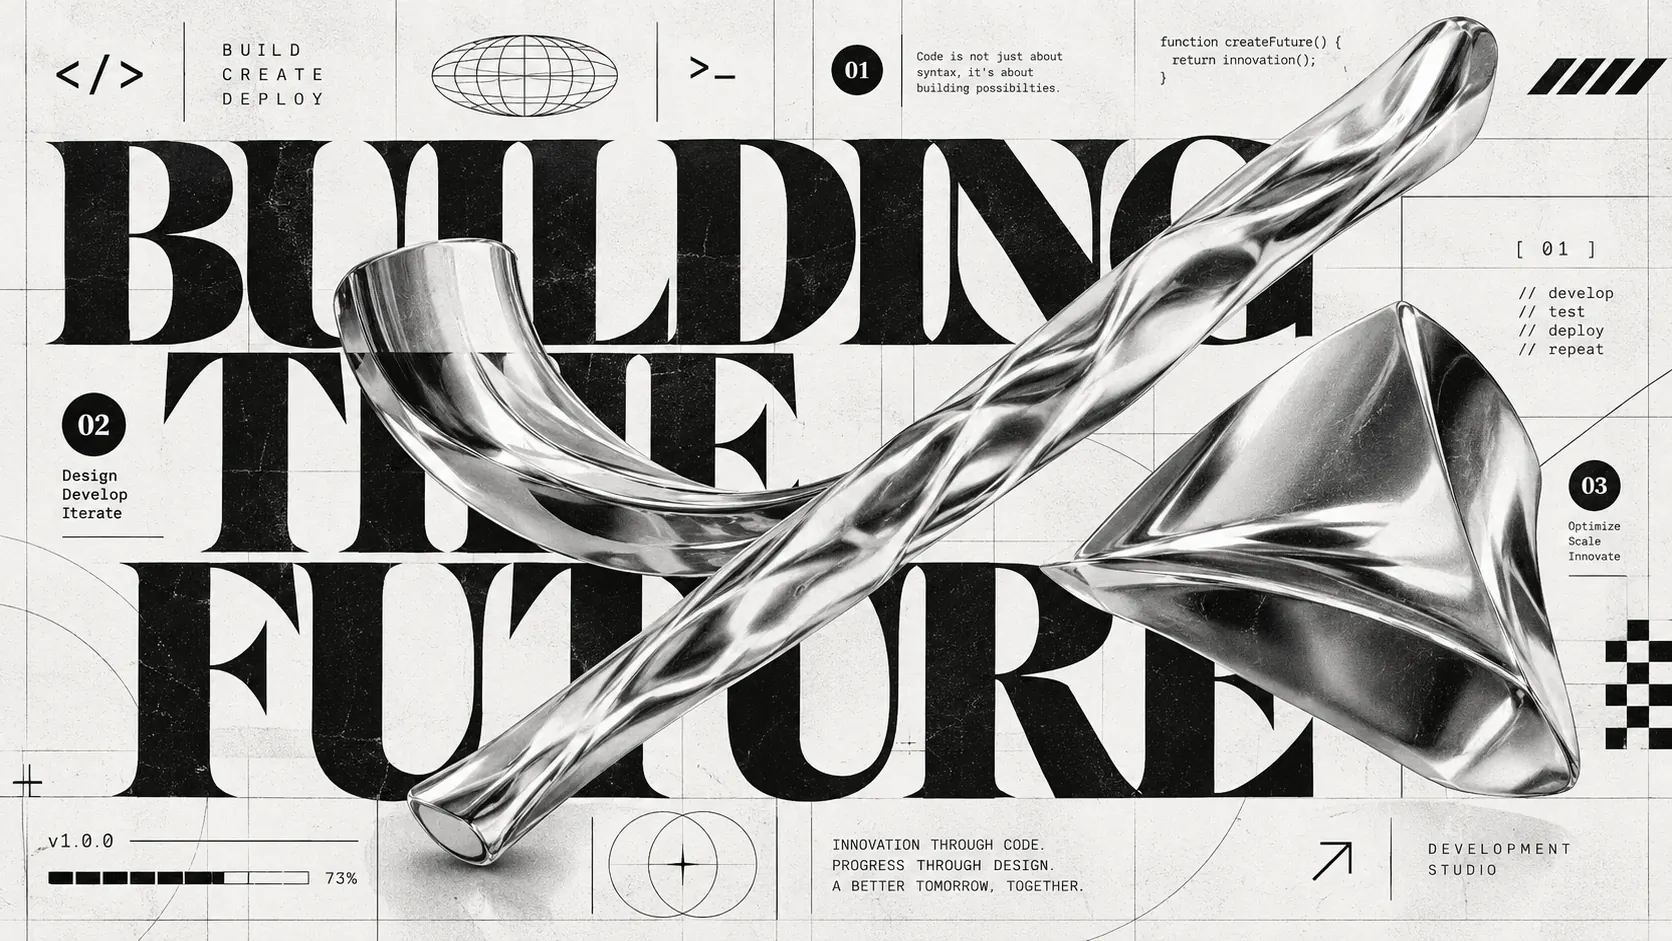 </>
BUILD
CREATE
DEPLOY
>_
01
Code is not just about
syntax, it's about
building possibilties.
function createFuture() {
return innovation();
}
BUILDING
THE
FUTURE
[ 01 ]
// develop
// test
// deploy
// repeat
02
Design
Develop
Iterate
03
Optimize
Scale
Innovate
v1.0.0
73%
INNOVATION THROUGH CODE.
PROGRESS THROUGH DESIGN.
A BETTER TOMORROW, TOGETHER.
DEVELOPMENT
STUDIO